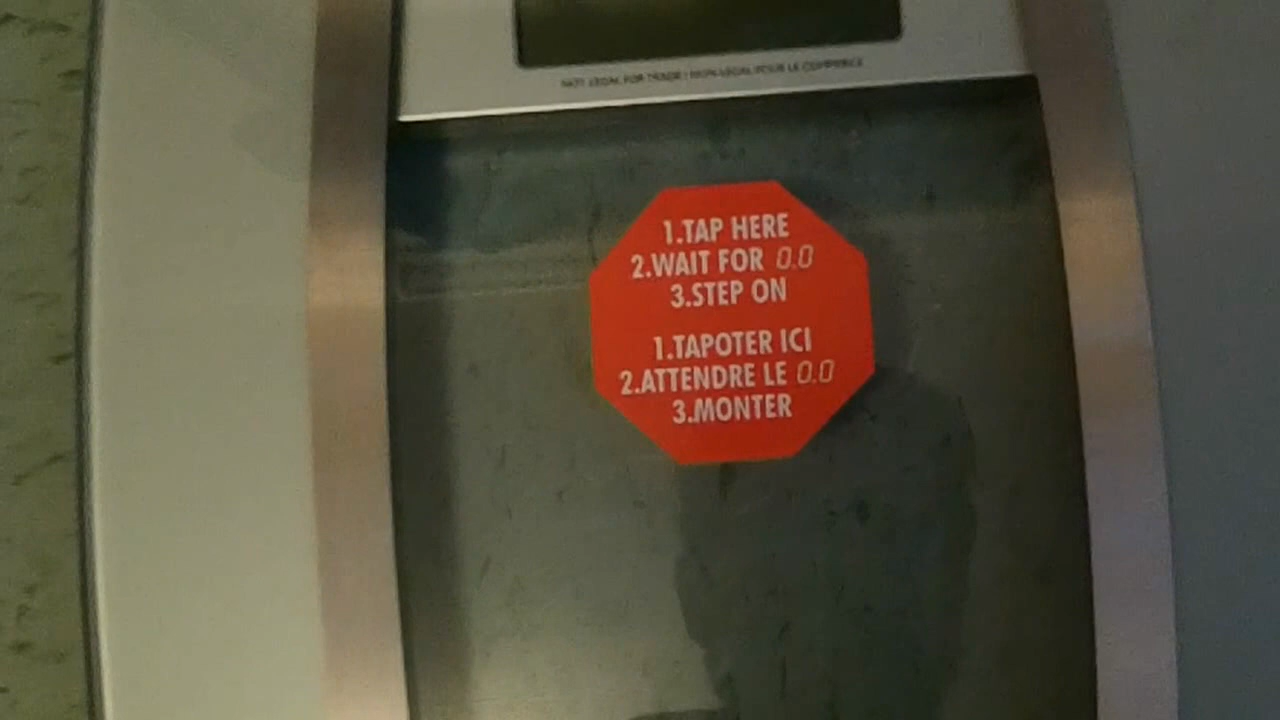 NOT LEGAL FOR TRADE / NON-LEGAL POUR LE COMMERCE
1.TAP HERE
2.WAIT FOR 0.0
3.STEP ON
1.TAPOTER ICI
2.ATTENDRE LE 0.0
3.MONTER